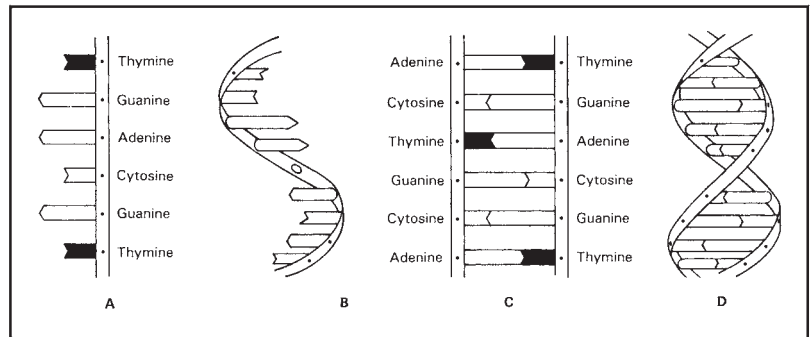 Thymine
Guanine
Adenine
Cytosine
Guanine
Thymine
A
B
Adenine Thymine
Cytosine Guanine
Thymine Adenine
Guanine Cytosine
Cytosine Guanine
Adenine Thymine
C
D